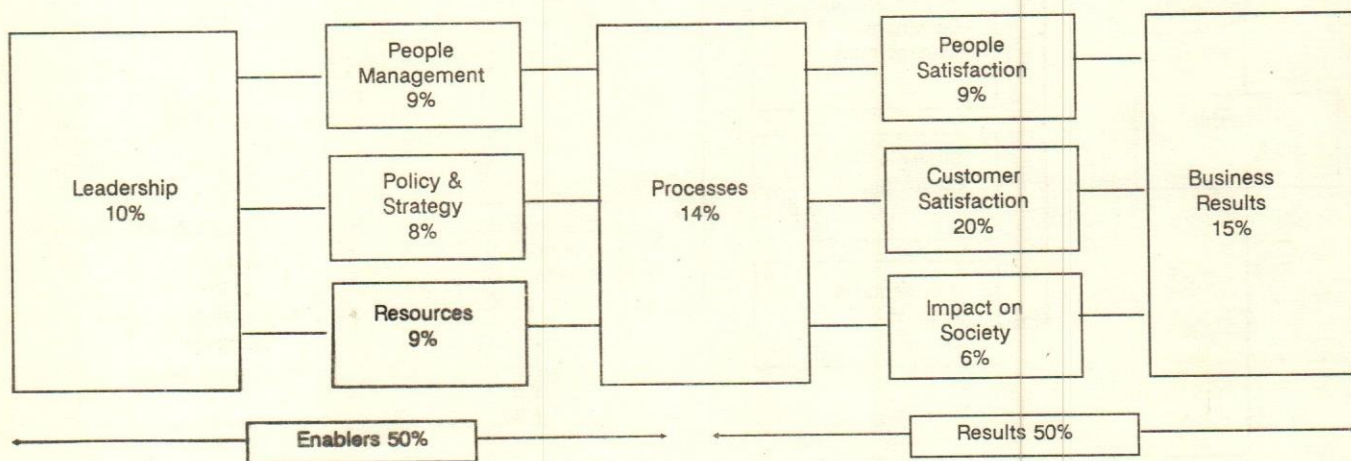 Leadership
10%
People
Management
9%
Policy &
Strategy
8%
Resources
9%
Processes
14%
People
Satisfaction
9%
Customer
Satisfaction
20%
Impact on
Society
6%
Business
Results
15%
Enablers 50%
Results 50%